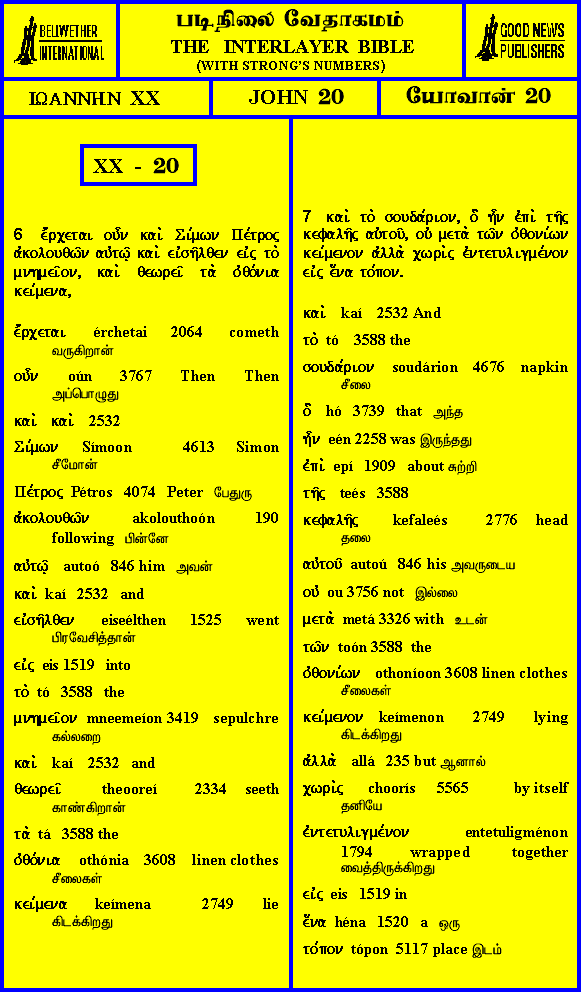 BELLWETHER
INTERNATIONAL
படிநிலை வேதாகமம்
THE INTERLAYER BIBLE
(WITH STRONG'S NUMBERS)
GOOD NEWS
PUBLISHERS
ΙΩΑΝΝΗΝ XX
JOHN 20
யோவான் 20
XX - 20
6 ἔρχεται οὖν καὶ Σίμων Πέτρος
ἀκολουθῶν αὐτῷ καὶ εἰσῆλθεν εἰς τὸ
μνημεῖον, καὶ θεωρεῖ τὰ ὀθόνια
κείμενα,
ἔρχεται érchetai 2064 cometh
வருகிறான்
οὖν oún 3767 Then Then
அப்பொழுது
καὶ καὶ 2532
Σίμων Símoon 4613 Simon
சீமோன்
Πέτρος Pétros 4074 Peter பேதுரு
ἀκολουθῶν akolouthoón 190
following பின்னே
αὐτῷ autoó 846 him அவன்
καὶ kaí 2532 and
εἰσῆλθεν eiseélthen 1525 went
பிரவேசித்தான்
εἰς eis 1519 into
τὸ tó 3588 the
μνημεῖον mneemeíon 3419 sepulchre
கல்லறை
καὶ kaí 2532 and
θεωρεῖ theooreí 2334 seeth
காண்கிறான்
τὰ tá 3588 the
ὀθόνια othónia 3608 linen clothes
சீலைகள்
κείμενα keímena 2749 lie
கிடக்கிறது
7 καὶ τὸ σουδάριον, ὃ ἦν ἐπὶ τῆς
κεφαλῆς αὐτοῦ, οὐ μετὰ τῶν ὀθονίων
κείμενον ἀλλὰ χωρὶς ἐντετυλιγμένον
εἰς ἕνα τόπον.
καὶ kaí 2532 And
τὸ tó 3588 the
σουδάριον soudárion 4676 napkin
சீலை
ὃ hó 3739 that அந்த
ἦν eén 2258 was இருந்தது
ἐπὶ epí 1909 about சுற்றி
τῆς teés 3588
κεφαλῆς kefaleés 2776 head
தலை
αὐτοῦ autoú 846 his அவருடைய
οὐ ou 3756 not இல்லை
μετὰ metá 3326 with உடன்
τῶν toón 3588 the
ὀθονίων othoníoon 3608 linen clothes
சீலைகள்
κείμενον keímenon 2749 lying
கிடக்கிறது
ἀλλὰ allá 235 but ஆனால்
χωρὶς choorís 5565 by itself
தனியே
ἐντετυλιγμένον entetuligménon
1794 wrapped together
வைத்திருக்கிறது
εἰς eis 1519 in
ἕνα héna 1520 a ஒரு
τόπον tópon 5117 place இடம்